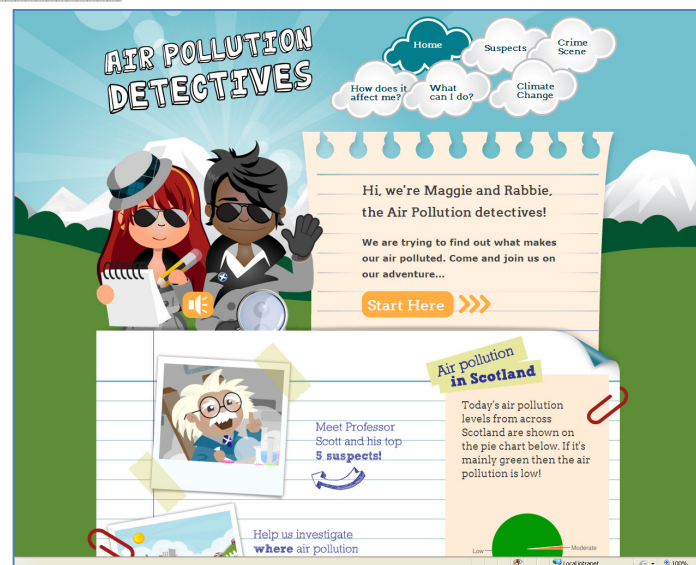 AIR POLLUTION
DETECTIVES
Home
Suspects
Crime
Scene
How does it
affect me?
What
can I do?
Climate
Change
Hi, we're Maggie and Rabbie,
the Air Pollution detectives!
We are trying to find out what makes
our air polluted. Come and join us on
our adventure...
Start Here
Meet Professor
Scott and his top
5 suspects!
Help us investigate
where air pollution
Air pollution
in Scotland
Today's air pollution
levels from across
Scotland are shown on
the pie chart below. If it's
mainly green then the air
pollution is low!
Low
Moderate
Local intranet
100%